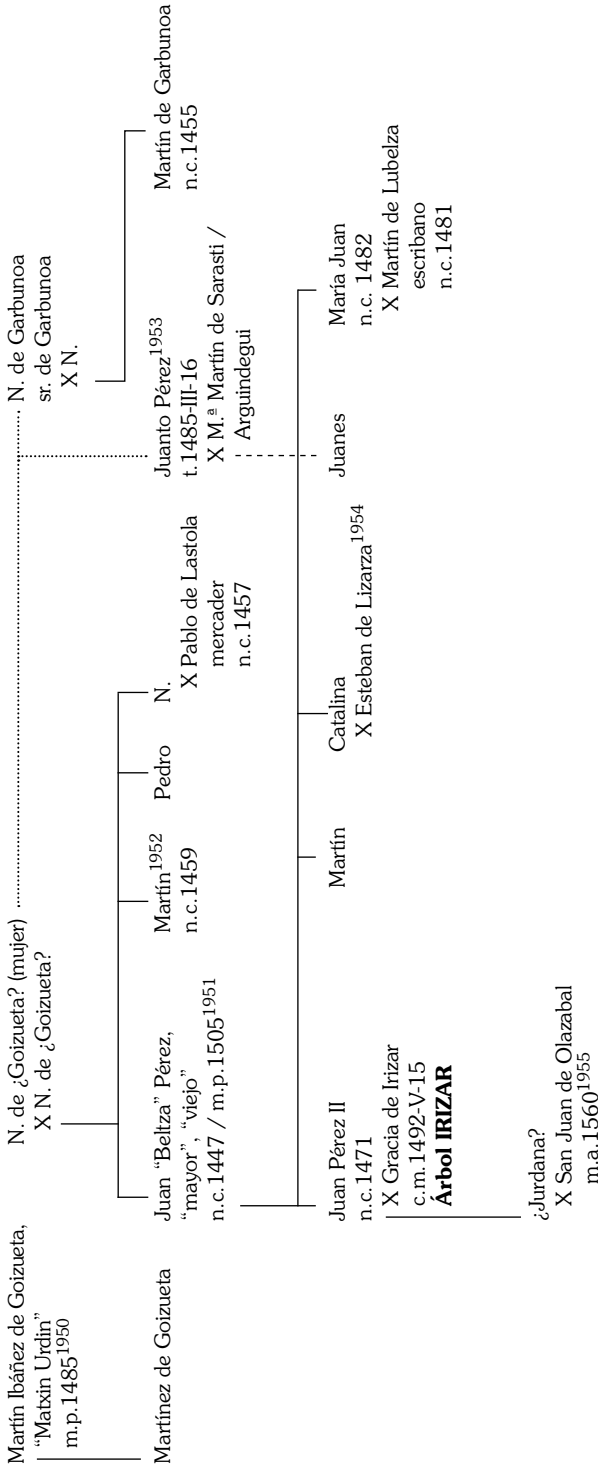 Martín Ibáñez de Goizueta,
"Matxin Urdin"
m.p.1485¹⁹⁵⁰
N. de ¿Goizueta? (mujer)
X N. de ¿Goizueta?
N. de Garbunoa
sr. de Garbunoa
X N.
Martínez de Goizueta
Juan "Beltza" Pérez,
"mayor", "viejo"
n.c.1447 / m.p.1505¹⁹⁵¹
Martín¹⁹⁵²
n.c.1459
Pedro
N.
X Pablo de Lastola
mercader
n.c.1457
Juanto Pérez¹⁹⁵³
t.1485-III-16
X M.ª Martín de Sarasti /
Arguindegui
Martín de Garbunoa
n.c.1455
Juan Pérez II
n.c.1471
X Gracia de Irizar
c.m.1492-V-15
Árbol IRIZAR
Martín
Catalina
X Esteban de Lizarza¹⁹⁵⁴
Juanes
María Juan
n.c. 1482
X Martín de Lubelza
escribano
n.c.1481
¿Jurdana?
X San Juan de Olazabal
m.a.1560¹⁹⁵⁵